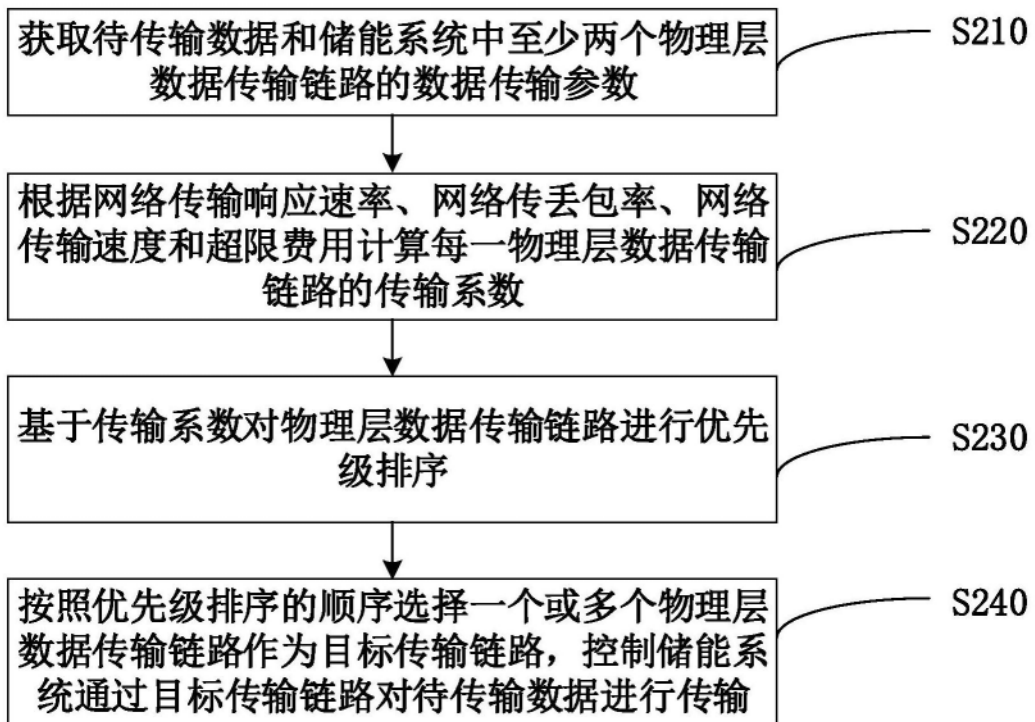 获取待传输数据和储能系统中至少两个物理层
数据传输链路的数据传输参数
S210
根据网络传输响应速率、网络传丢包率、网络
传输速度和超限费用计算每一物理层数据传输
链路的传输系数
S220
基于传输系数对物理层数据传输链路进行优先
级排序
S230
按照优先级排序的顺序选择一个或多个物理层
数据传输链路作为目标传输链路，控制储能系
统通过目标传输链路对待传输数据进行传输
S240